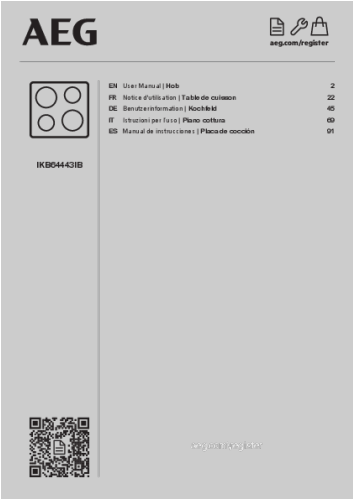 AEG
aeg.com/register
EN User Manual | Hob 2
FR Notice d'utilisation | Table de cuisson 22
DE Benutzerinformation | Kochfeld 45
IT Istruzioni per l'uso | Piano cottura 69
ES Manual de instrucciones | Placa de cocción 91
IKB64443IB